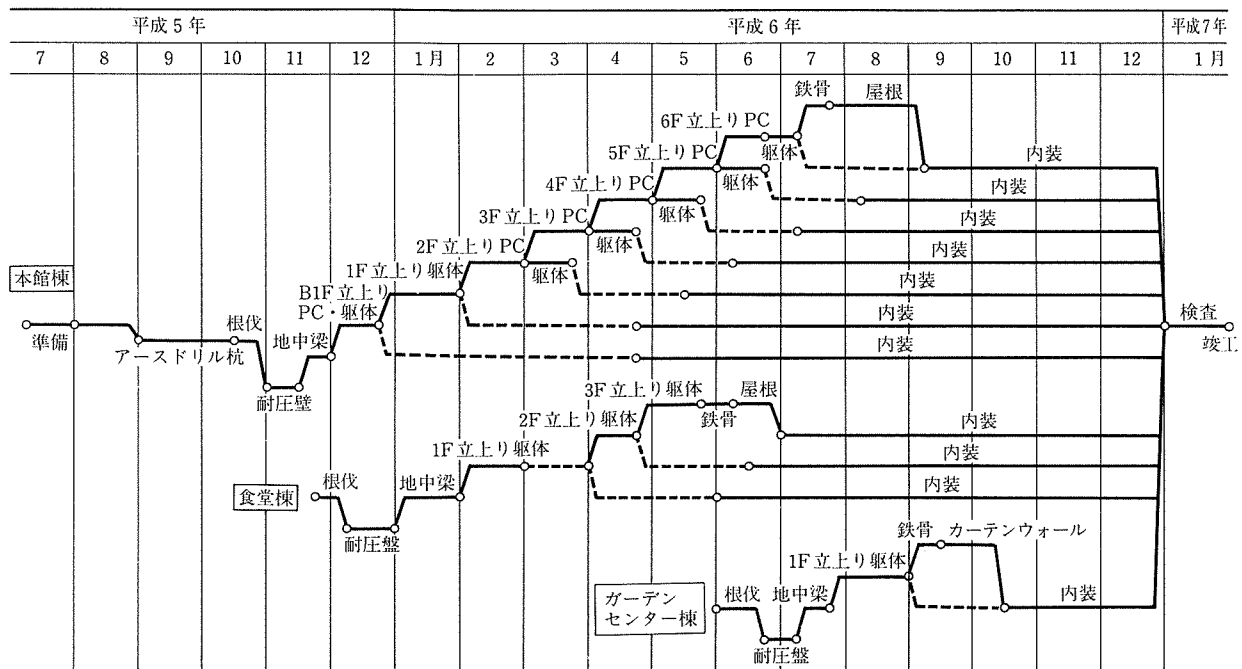 平成5年
平成6年
平成7年
7
8
9
10
11
12
1月
2
3
4
5
6
7
8
9
10
11
12
1月
鉄骨
屋根
6F立上りPC
躯体
内装
5F立上りPC
躯体
内装
4F立上りPC
躯体
内装
3F立上りPC
躯体
内装
2F立上りPC
躯体
内装
本館棟
1F立上り躯体
B1F立上り
PC・躯体
内装
検査
準備
アースドリル杭
根伐
地中梁
内装
竣工
耐圧壁
3F立上り躯体
屋根
2F立上り躯体
鉄骨
内装
1F立上り躯体
内装
食堂棟
根伐
地中梁
内装
耐圧盤
鉄骨
カーテンウォール
1F立上り躯体
ガーデン
センター棟
根伐
地中梁
内装
耐圧盤